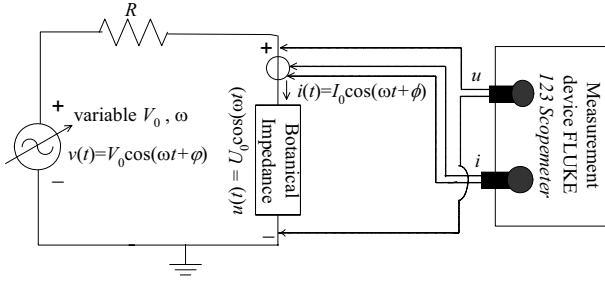 R
+
variable V₀ , ω
v(t)=V₀cos(ωt+φ)
−
+
i(t)=I₀cos(ωt+ϕ)
u(t) = U₀cos(ωt)
Botanical
Impedance
−
u
i
Measurement
device FLUKE
123 Scopemeter